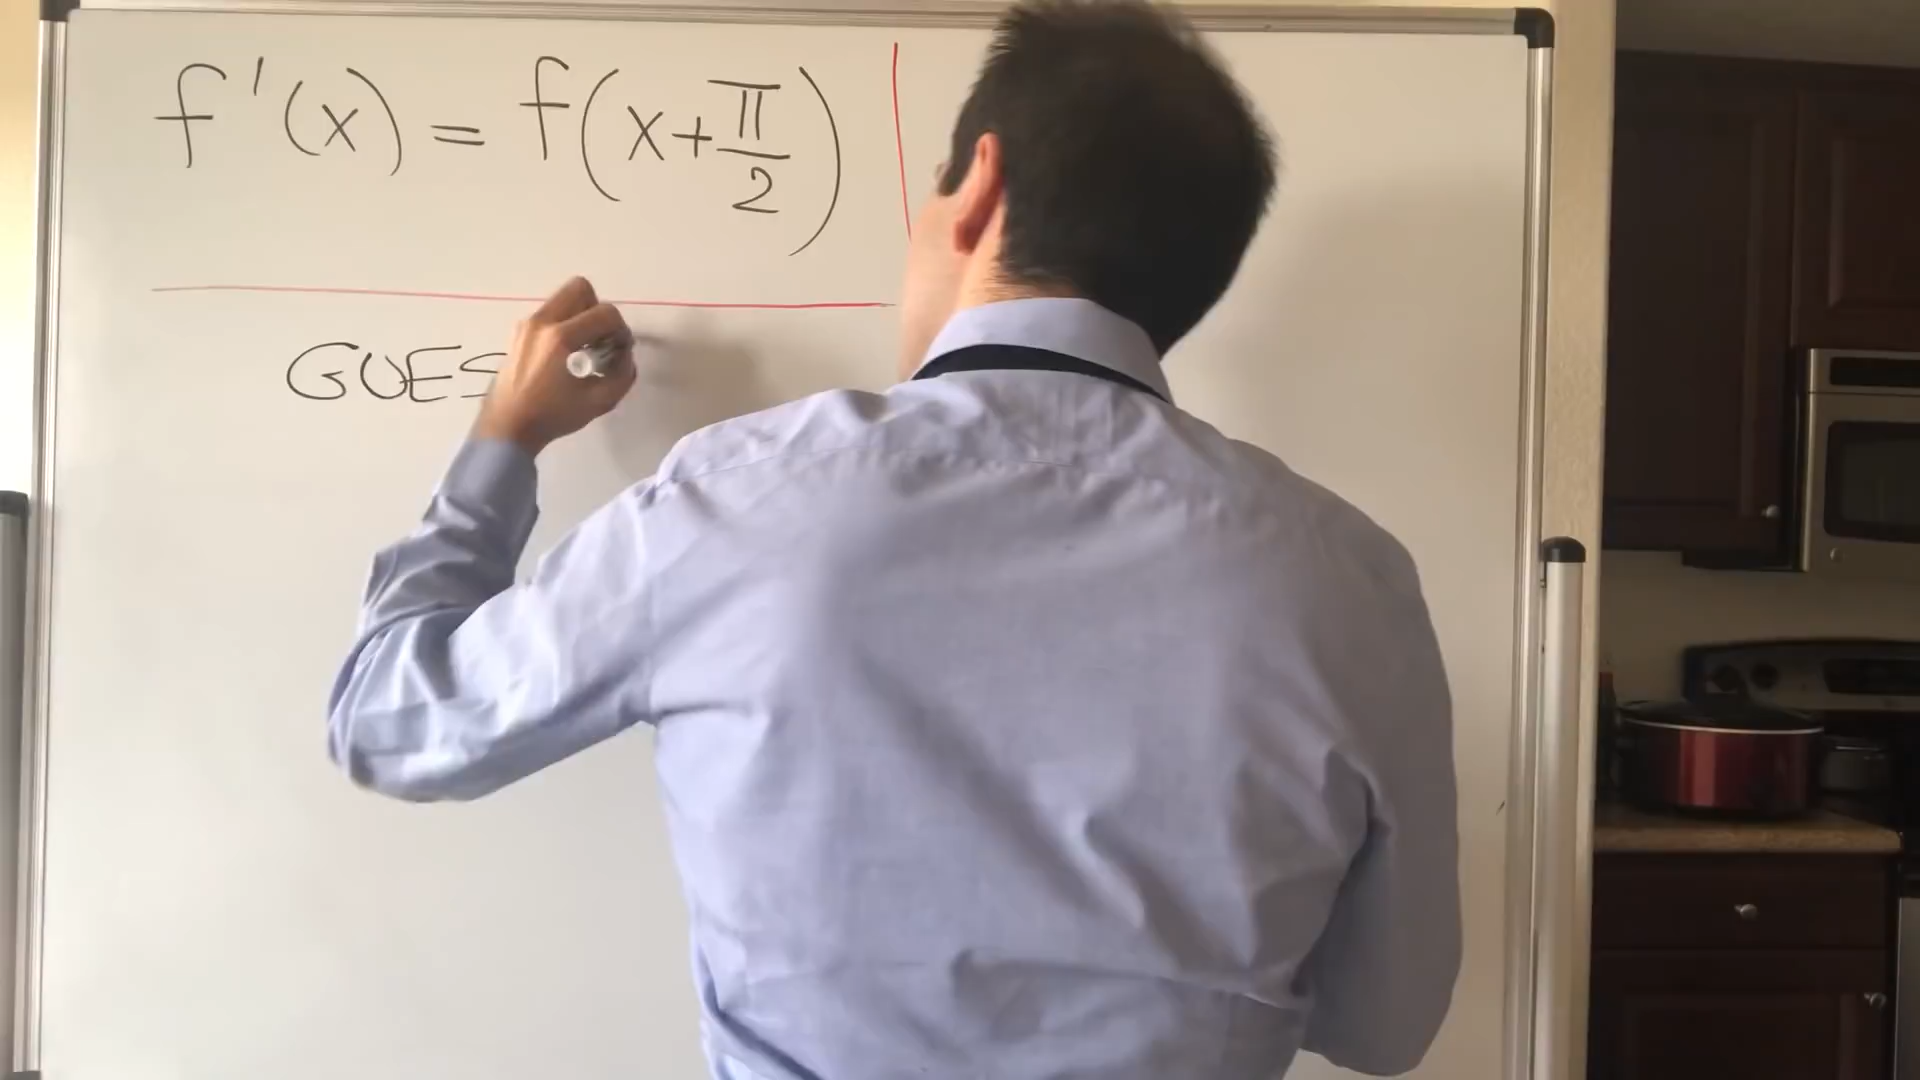 f'(x) = f(x+π/2)
GUES